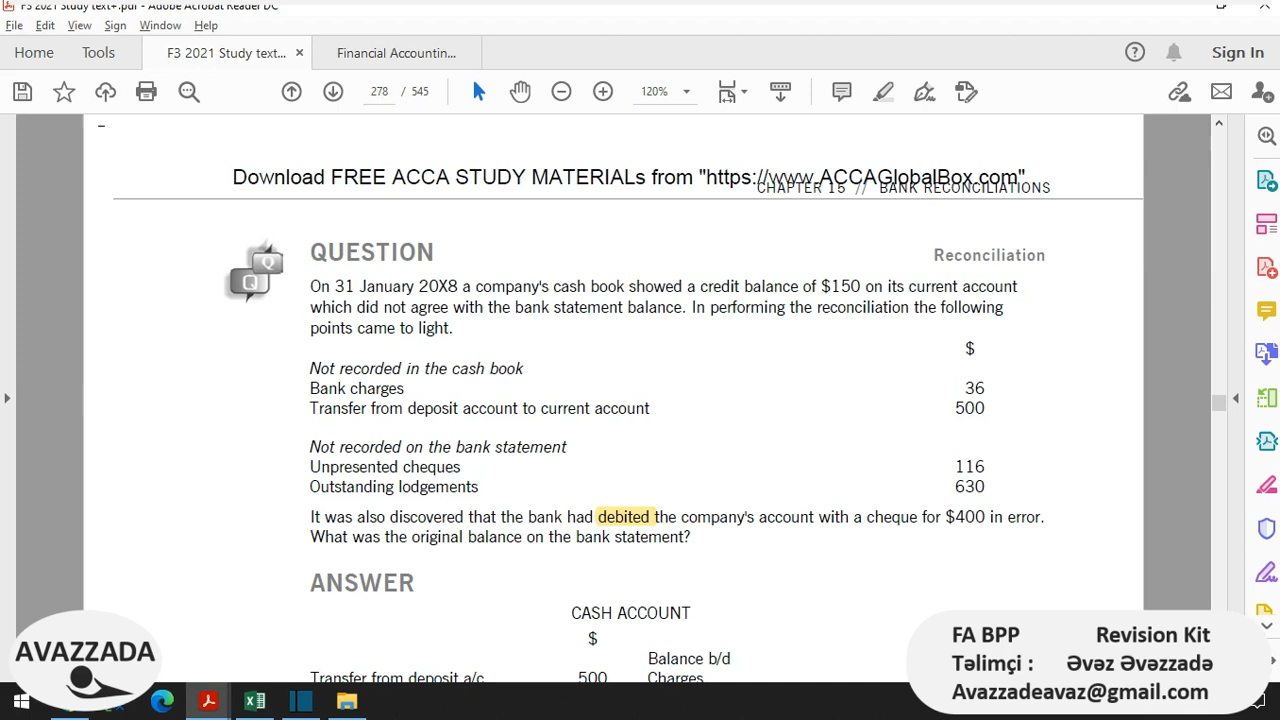 F3 2021 Study text+.pdf - Adobe Acrobat Reader DC
File Edit View Sign Window Help
Home Tools F3 2021 Study text... × Financial Accountin... Sign In
278 / 545 120%
Download FREE ACCA STUDY MATERIALs from "https://www.ACCAGlobalBox.com"
CHAPTER 15 // BANK RECONCILIATIONS
QUESTION Reconciliation
On 31 January 20X8 a company's cash book showed a credit balance of $150 on its current account
which did not agree with the bank statement balance. In performing the reconciliation the following
points came to light.
$
Not recorded in the cash book
Bank charges 36
Transfer from deposit account to current account 500
Not recorded on the bank statement
Unpresented cheques 116
Outstanding lodgements 630
It was also discovered that the bank had debited the company's account with a cheque for $400 in error.
What was the original balance on the bank statement?
ANSWER
CASH ACCOUNT
$
Balance b/d
Transfer from deposit a/c 500 Charges
AVAZZADA
FA BPP Revision Kit
Təlimçi : Əvəz Əvəzzadə
Avazzadeavaz@gmail.com